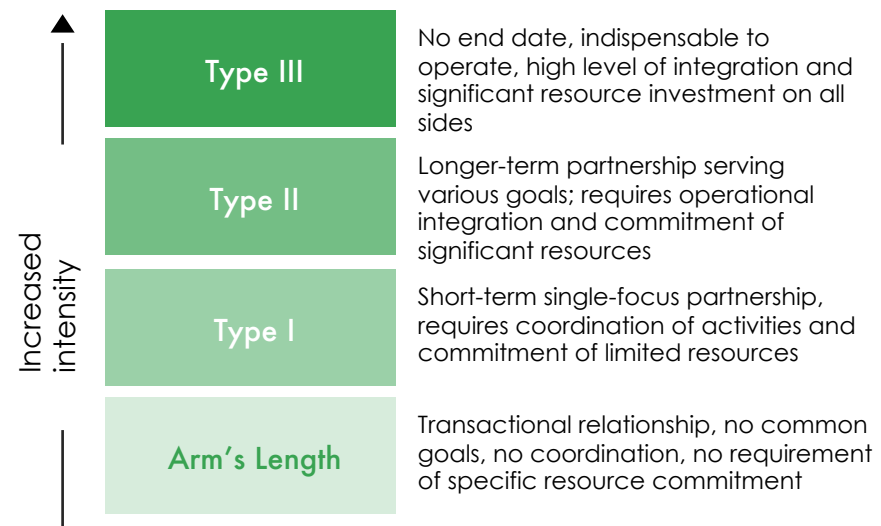 Increased
intensity
Type III
No end date, indispensable to
operate, high level of integration and
significant resource investment on all
sides
Type II
Longer-term partnership serving
various goals; requires operational
integration and commitment of
significant resources
Type I
Short-term single-focus partnership,
requires coordination of activities and
commitment of limited resources
Arm’s Length
Transactional relationship, no common
goals, no coordination, no requirement
of specific resource commitment